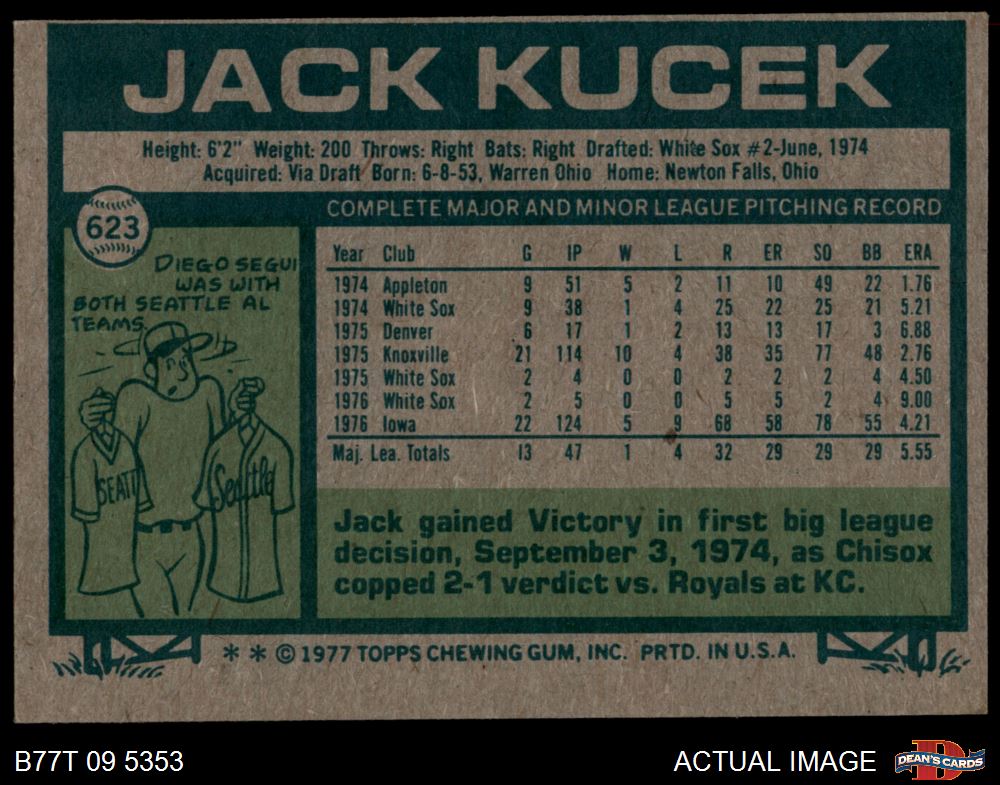 JACK KUCEK
Height: 6'2" Weight: 200 Throws: Right Bats: Right Drafted: White Sox #2-June, 1974
Acquired: Via Draft Born: 6-8-53, Warren Ohio Home: Newton Falls, Ohio
623
COMPLETE MAJOR AND MINOR LEAGUE PITCHING RECORD
DIEGO SEGUI
WAS WITH
BOTH SEATTLE AL
TEAMS.
SEATT
Seattle
Year Club G IP W L R ER SO BB ERA
1974 Appleton 9 51 5 2 11 10 49 22 1.76
1974 White Sox 9 38 1 4 25 22 25 21 5.21
1975 Denver 6 17 1 2 13 13 17 3 6.88
1975 Knoxville 21 114 10 4 38 35 77 48 2.76
1975 White Sox 2 4 0 0 2 2 2 4 4.50
1976 White Sox 2 5 0 0 5 5 2 4 9.00
1976 Iowa 22 124 5 9 68 58 78 55 4.21
Maj. Lea. Totals 13 47 1 4 32 29 29 29 5.55
Jack gained Victory in first big league
decision, September 3, 1974, as Chisox
copped 2-1 verdict vs. Royals at KC.
* * © 1977 TOPPS CHEWING GUM, INC. PRTD. IN U.S.A.
B77T 09 5353
ACTUAL IMAGE
DEAN'S CARDS